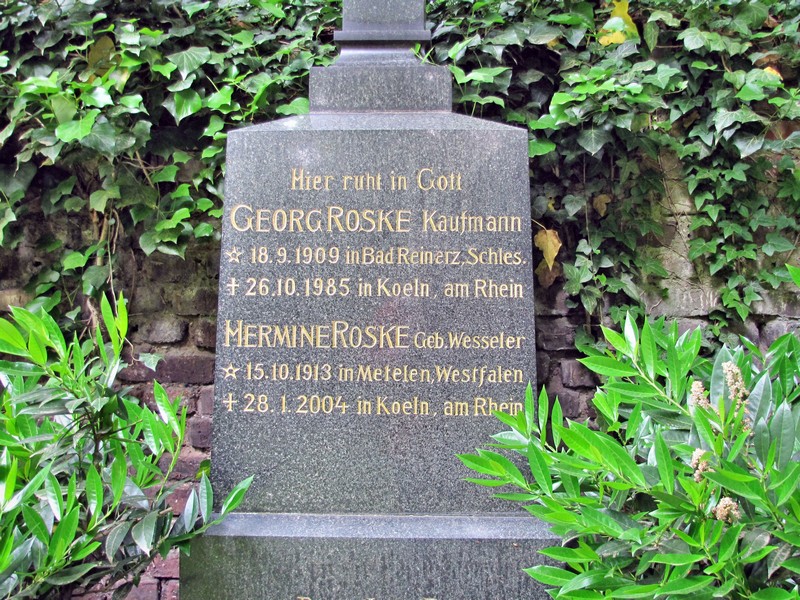 Hier ruht in Gott
GEORG ROSKE Kaufmann
☆ 18.9.1909 in Bad Reinerz, Schles.
† 26.10.1985 in Koeln, am Rhein
HERMINE ROSKE Geb. Wesseler
☆ 15.10.1913 in Metelen, Westfalen
† 28.1.2004 in Koeln, am Rhein